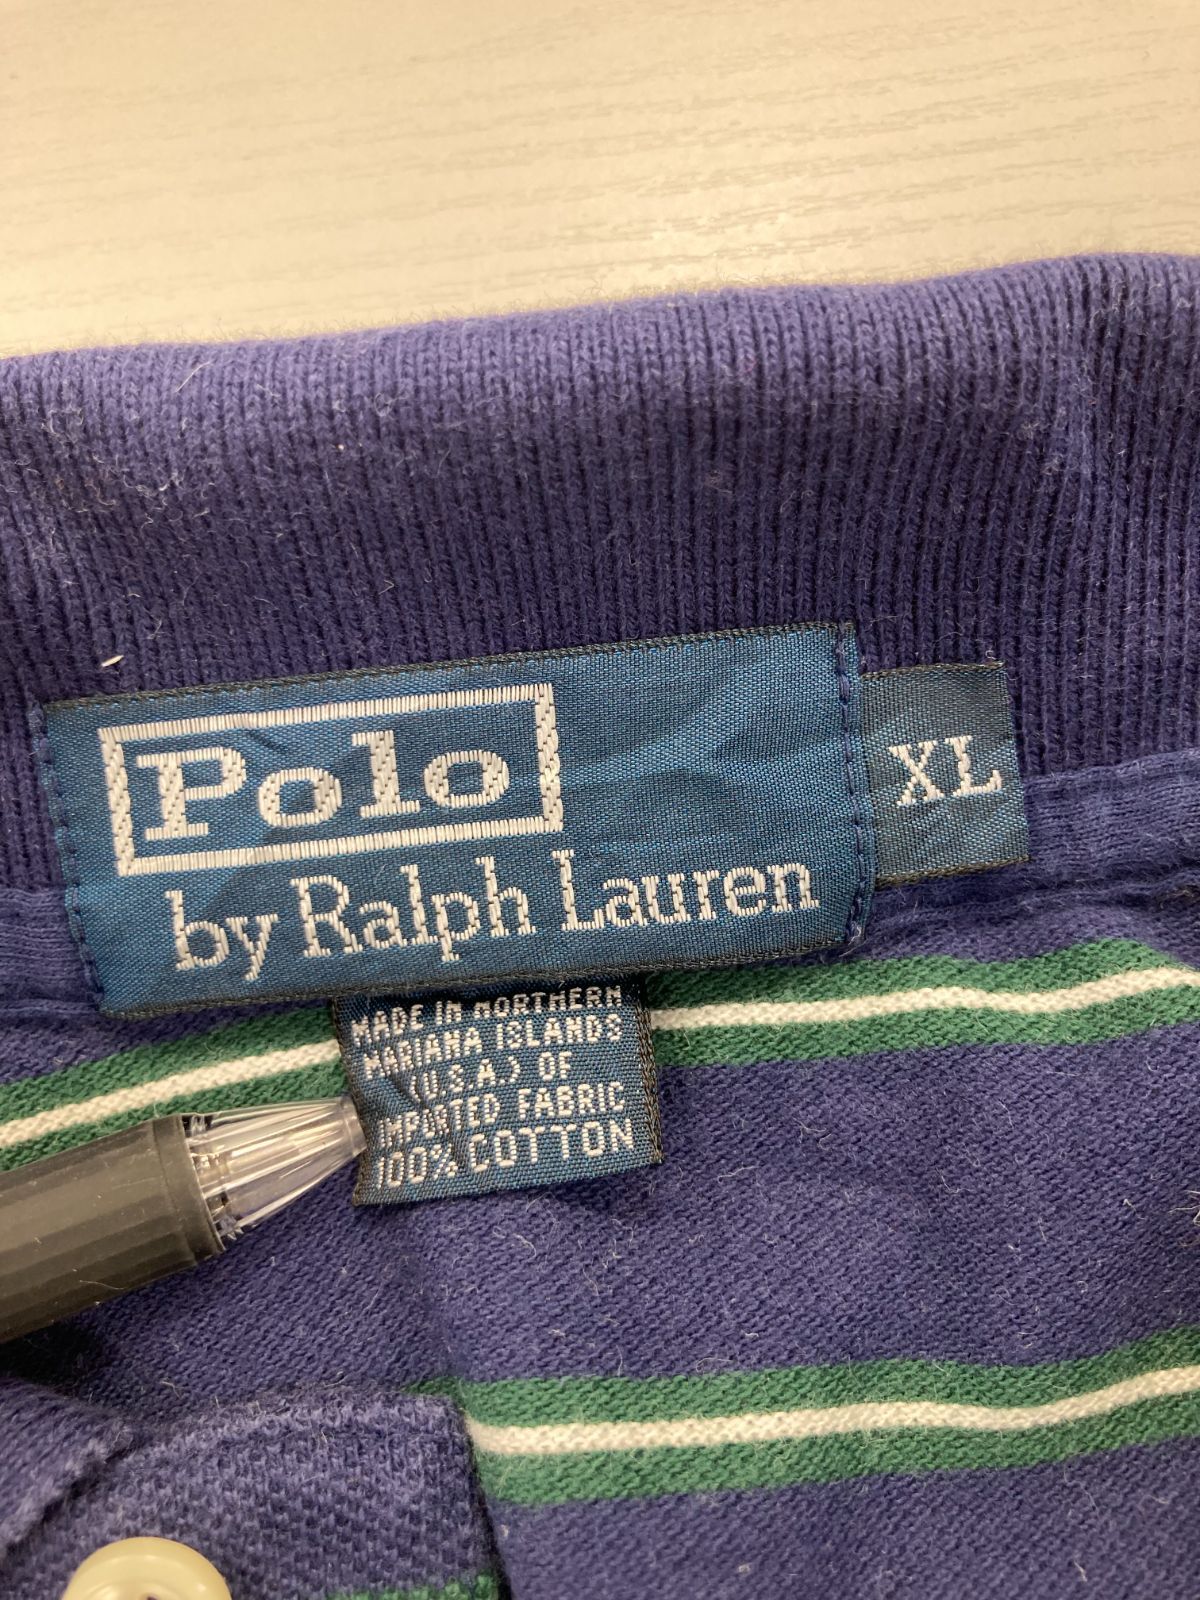 Polo
by Ralph Lauren
XL
MADE IN NORTHERN
MARIANA ISLANDS
(U.S.A.) OF
IMPORTED FABRIC
100% COTTON